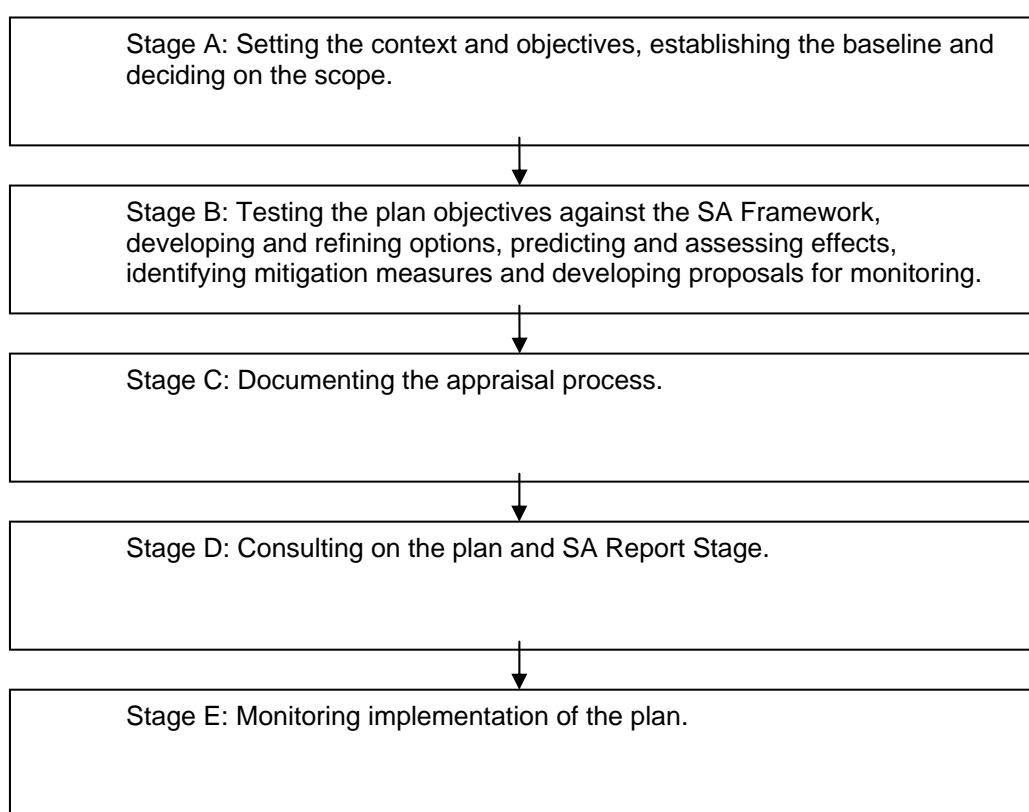 Stage A: Setting the context and objectives, establishing the baseline and
deciding on the scope.
Stage B: Testing the plan objectives against the SA Framework,
developing and refining options, predicting and assessing effects,
identifying mitigation measures and developing proposals for monitoring.
Stage C: Documenting the appraisal process.
Stage D: Consulting on the plan and SA Report Stage.
Stage E: Monitoring implementation of the plan.